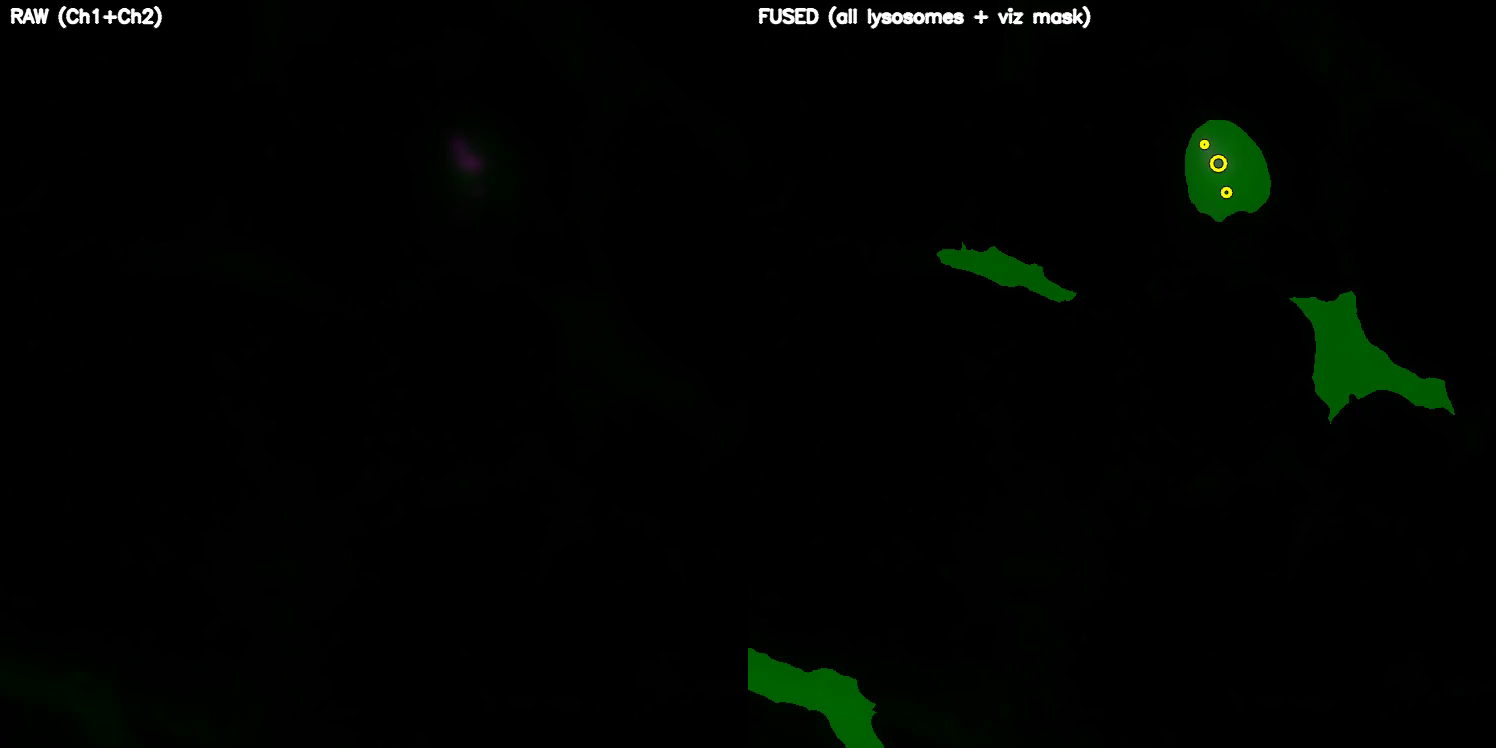 RAW (Ch1+Ch2)
FUSED (all lysosomes + viz mask)